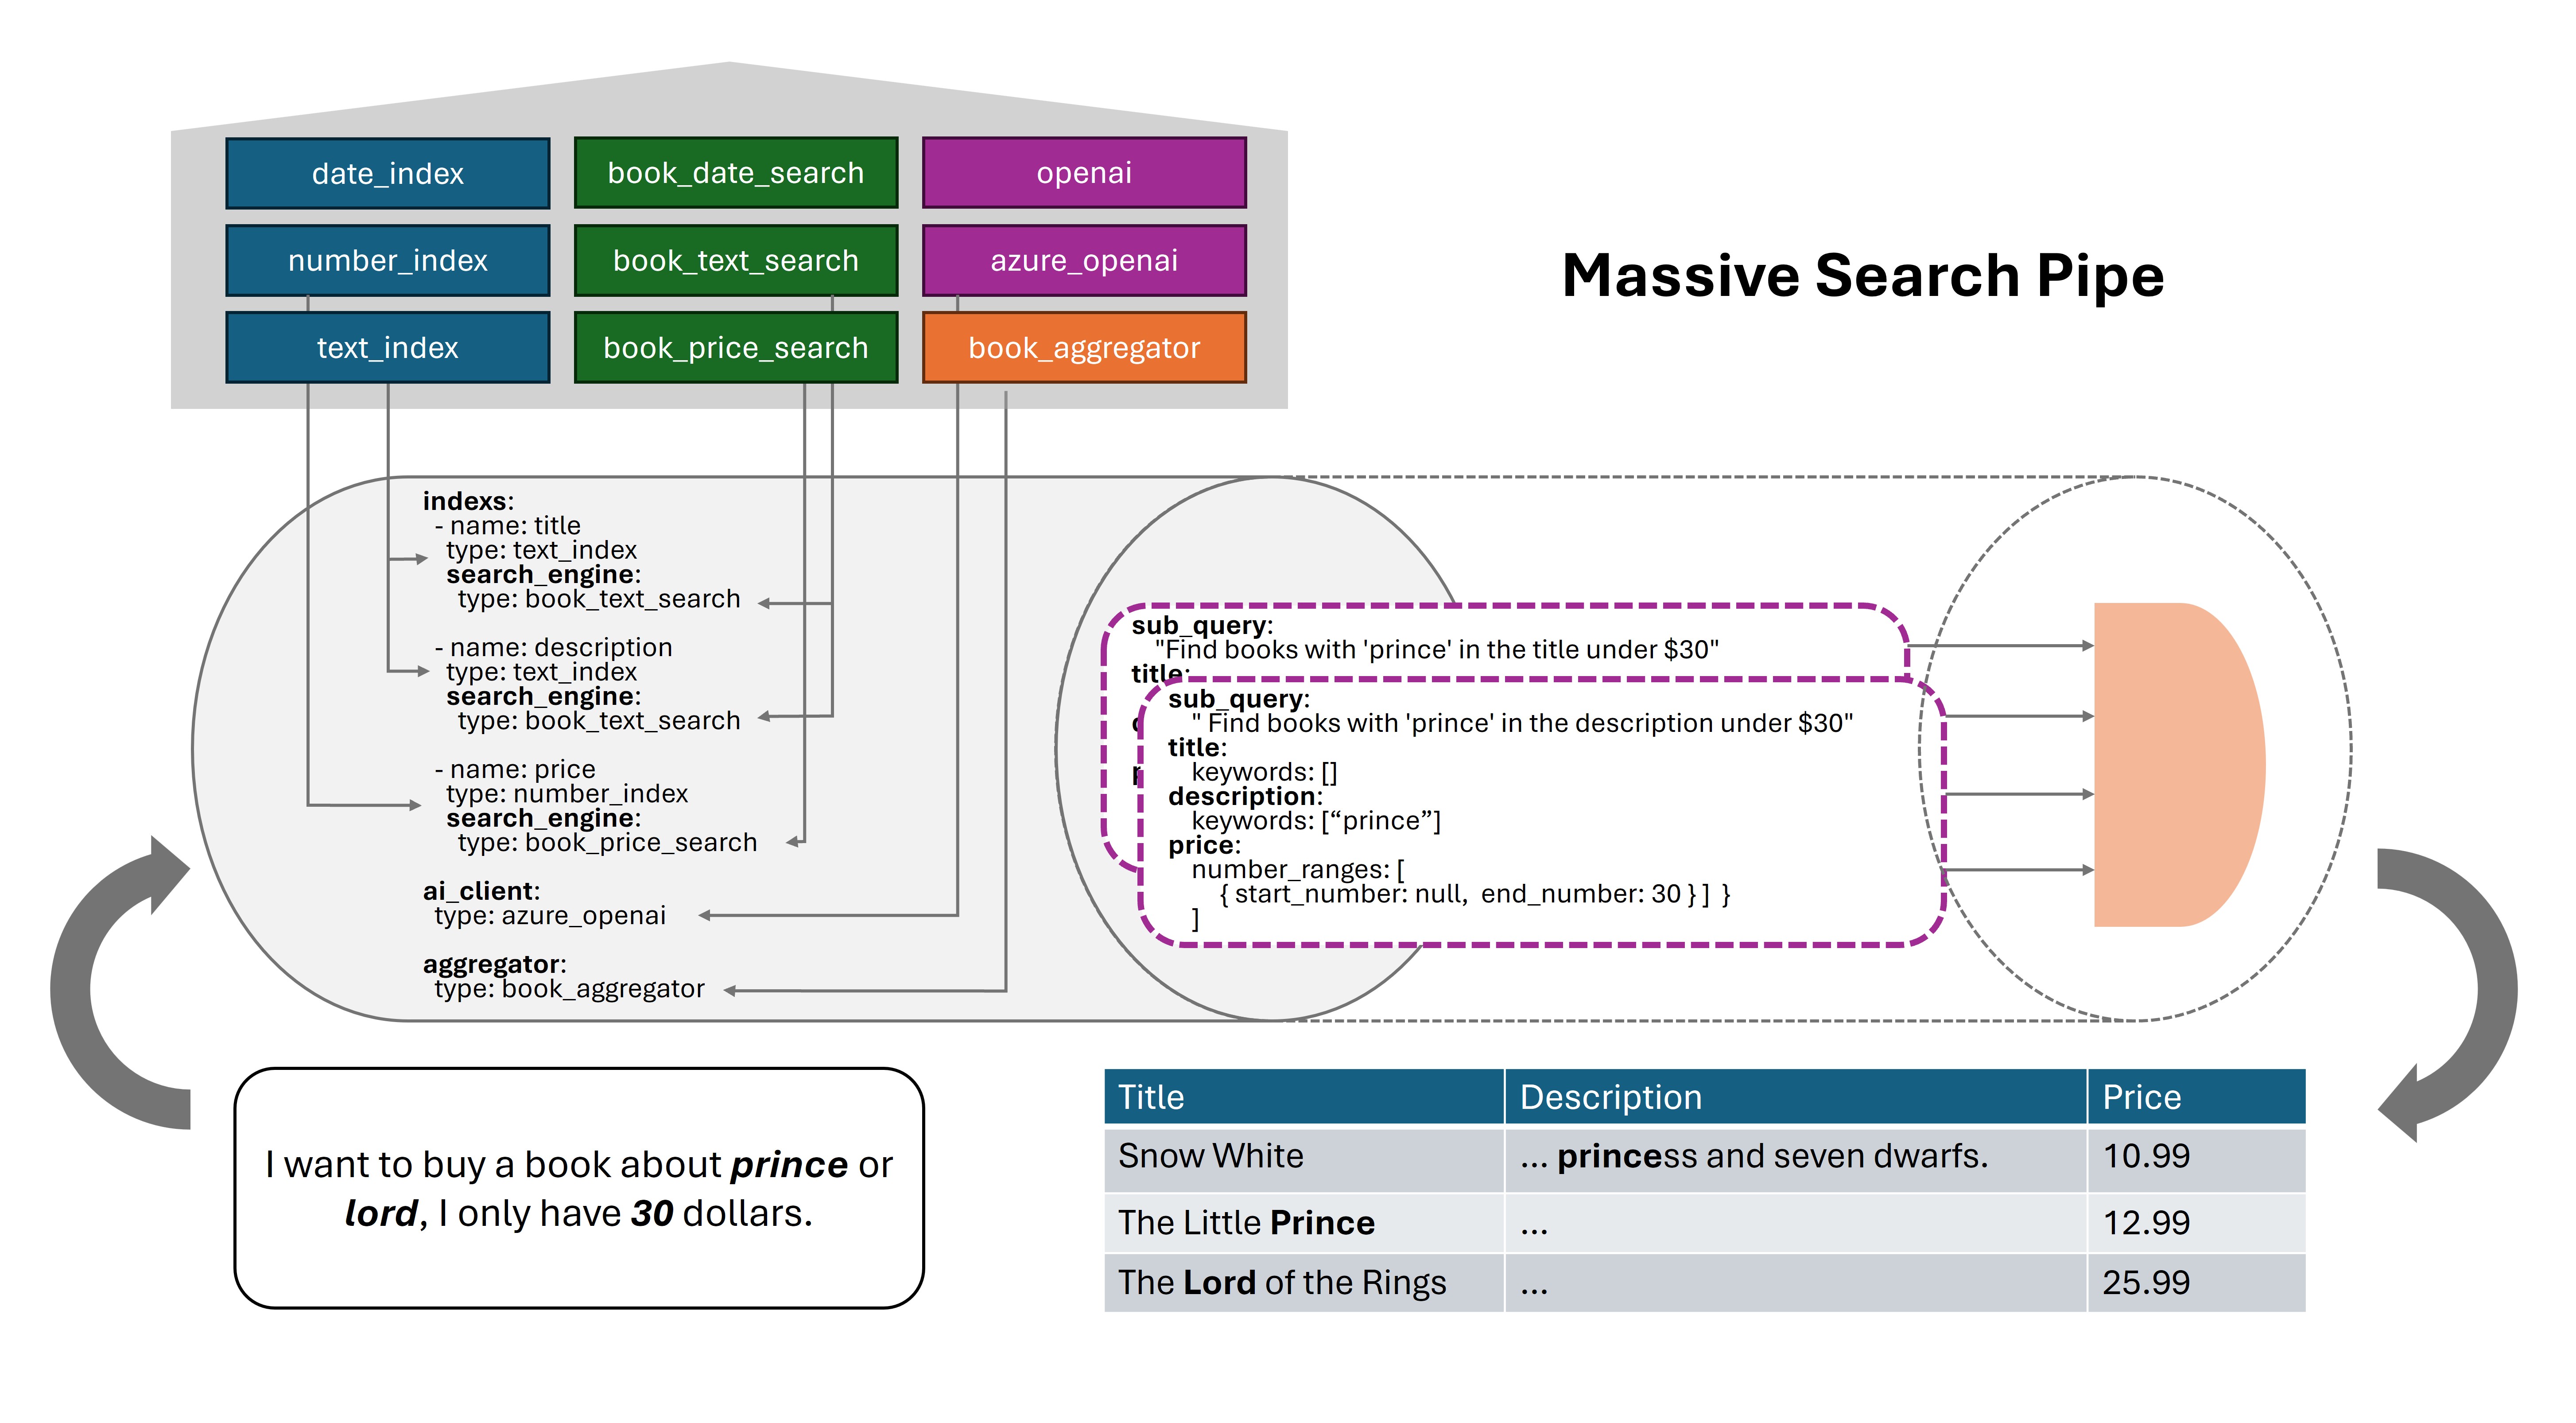 date_index
book_date_search
openai
number_index
book_text_search
azure_openai
text_index
book_price_search
book_aggregator
Massive Search Pipe
indexs:
- name: title
type: text_index
search_engine:
type: book_text_search
- name: description
type: text_index
search_engine:
type: book_text_search
- name: price
type: number_index
search_engine:
type: book_price_search
ai_client:
type: azure_openai
aggregator:
type: book_aggregator
sub_query:
"Find books with 'prince' in the title under $30"
title:
sub_query:
" Find books with 'prince' in the description under $30"
title:
keywords: []
description:
keywords: [“prince”]
price:
number_ranges: [
{ start_number: null, end_number: 30 } ] }
]
I want to buy a book about prince or
lord, I only have 30 dollars.
Title Description Price
Snow White ... princess and seven dwarfs. 10.99
The Little Prince ... 12.99
The Lord of the Rings ... 25.99